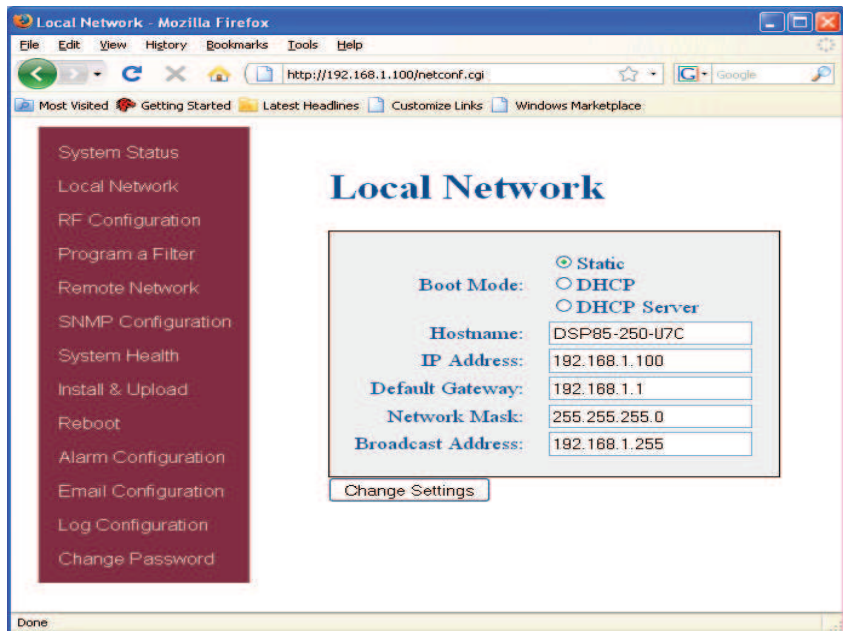 Local Network - Mozilla Firefox
File Edit View History Bookmarks Tools Help
http://192.168.1.100/netconf.cgi
G Google
Most Visited Getting Started Latest Headlines Customize Links Windows Marketplace
System Status
Local Network
RF Configuration
Program a Filter
Remote Network
SNMP Configuration
System Health
Install & Upload
Reboot
Alarm Configuration
Email Configuration
Log Configuration
Change Password
Local Network
Boot Mode:
Static
DHCP
DHCP Server
Hostname: DSP85-250-U7C
IP Address: 192.168.1.100
Default Gateway: 192.168.1.1
Network Mask: 255.255.255.0
Broadcast Address: 192.168.1.255
Change Settings
Done